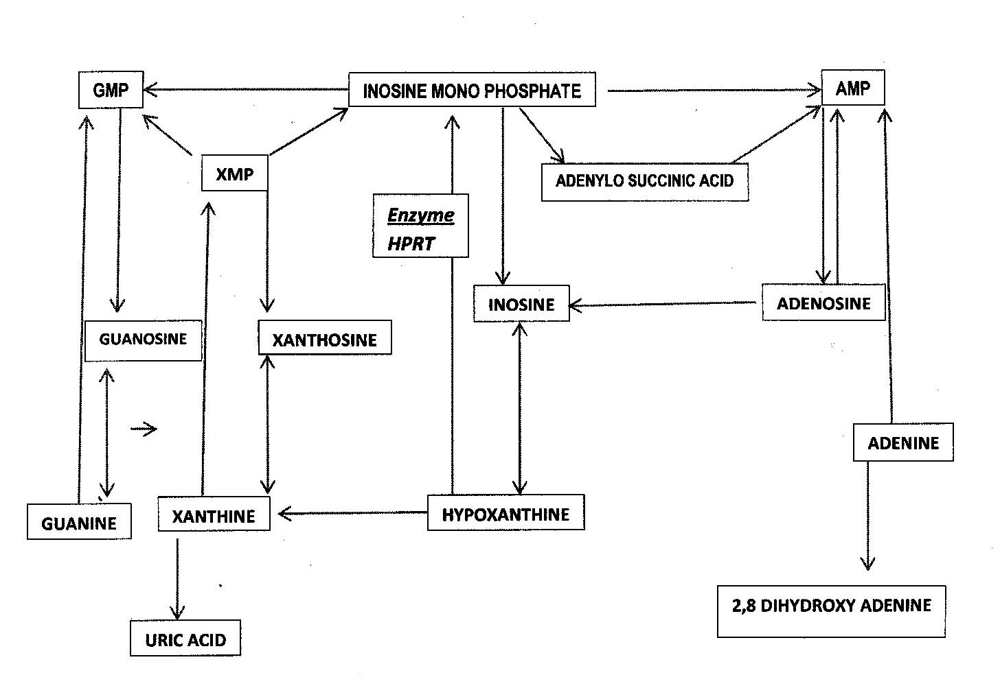 GMP
INOSINE MONO PHOSPHATE
AMP
XMP
ADENYLO SUCCINIC ACID
Enzyme
HPRT
INOSINE
ADENOSINE
GUANOSINE
XANTHOSINE
ADENINE
GUANINE
XANTHINE
HYPOXANTHINE
2,8 DIHYDROXY ADENINE
URIC ACID